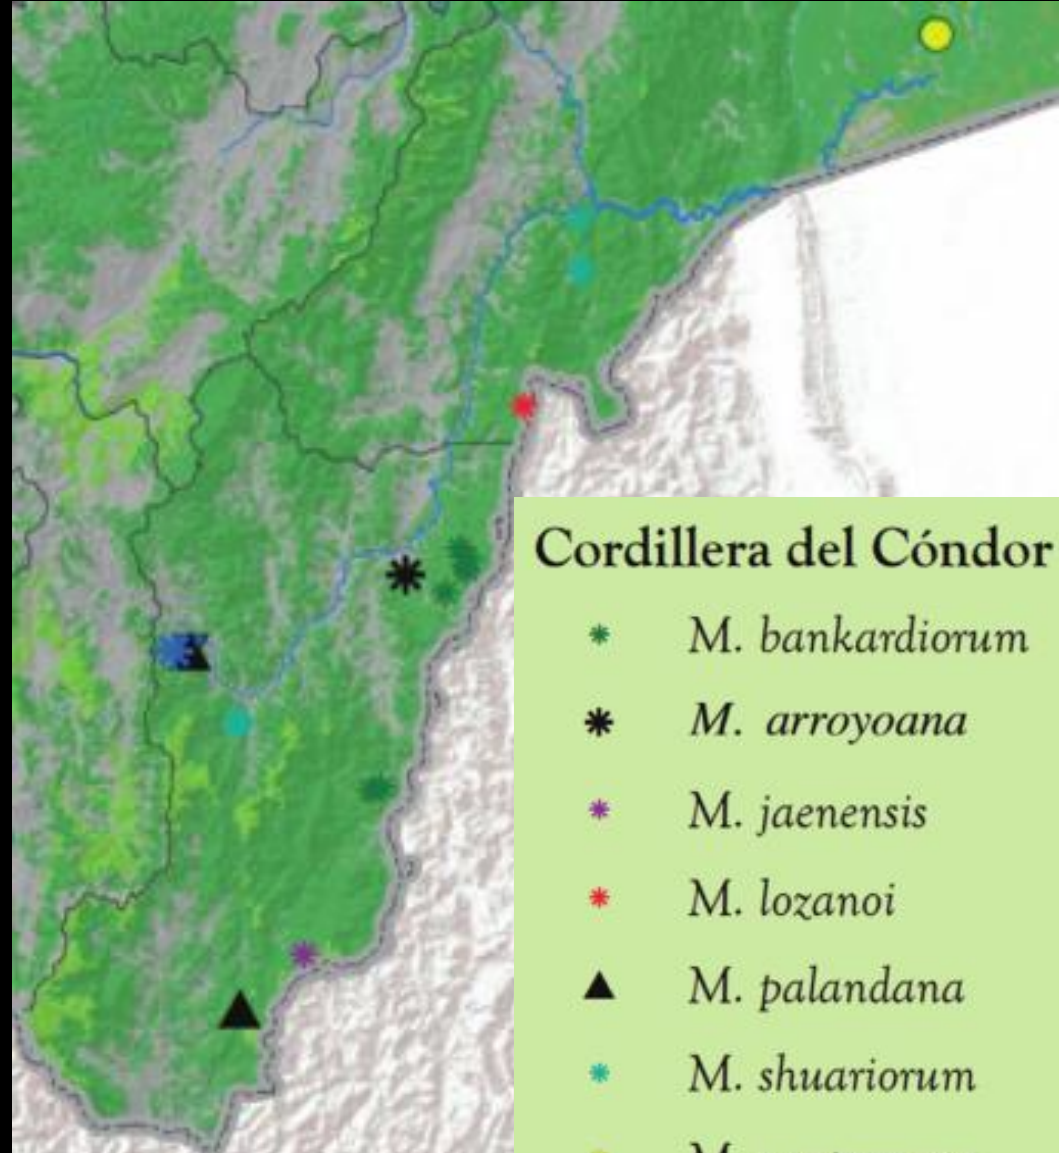 Cordillera del Cóndor
M. bankardiorum
M. arroyoana
M. jaenensis
M. lozanoi
M. palandana
M. shuariorum